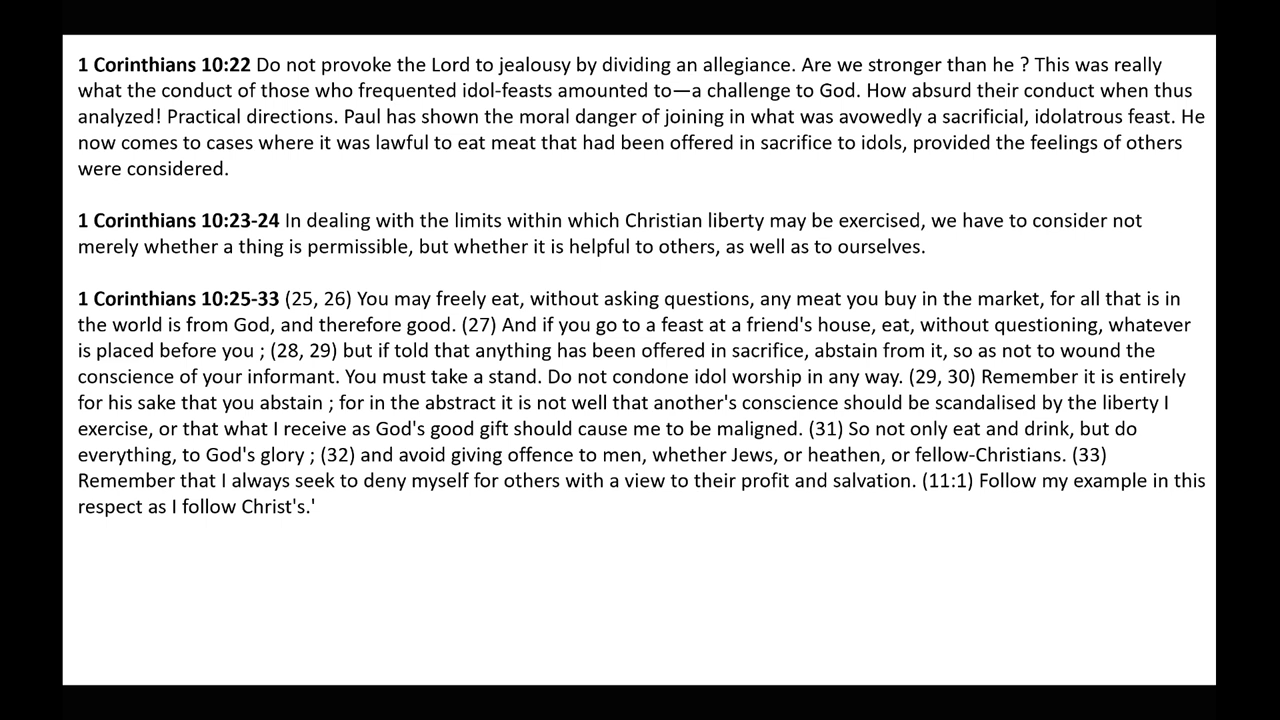 1 Corinthians 10:22 Do not provoke the Lord to jealousy by dividing an allegiance. Are we stronger than he ? This was really
what the conduct of those who frequented idol-feasts amounted to—a challenge to God. How absurd their conduct when thus
analyzed! Practical directions. Paul has shown the moral danger of joining in what was avowedly a sacrificial, idolatrous feast. He
now comes to cases where it was lawful to eat meat that had been offered in sacrifice to idols, provided the feelings of others
were considered.
1 Corinthians 10:23-24 In dealing with the limits within which Christian liberty may be exercised, we have to consider not
merely whether a thing is permissible, but whether it is helpful to others, as well as to ourselves.
1 Corinthians 10:25-33 (25, 26) You may freely eat, without asking questions, any meat you buy in the market, for all that is in
the world is from God, and therefore good. (27) And if you go to a feast at a friend's house, eat, without questioning, whatever
is placed before you ; (28, 29) but if told that anything has been offered in sacrifice, abstain from it, so as not to wound the
conscience of your informant. You must take a stand. Do not condone idol worship in any way. (29, 30) Remember it is entirely
for his sake that you abstain ; for in the abstract it is not well that another's conscience should be scandalised by the liberty I
exercise, or that what I receive as God's good gift should cause me to be maligned. (31) So not only eat and drink, but do
everything, to God's glory ; (32) and avoid giving offence to men, whether Jews, or heathen, or fellow-Christians. (33)
Remember that I always seek to deny myself for others with a view to their profit and salvation. (11:1) Follow my example in this
respect as I follow Christ's.'